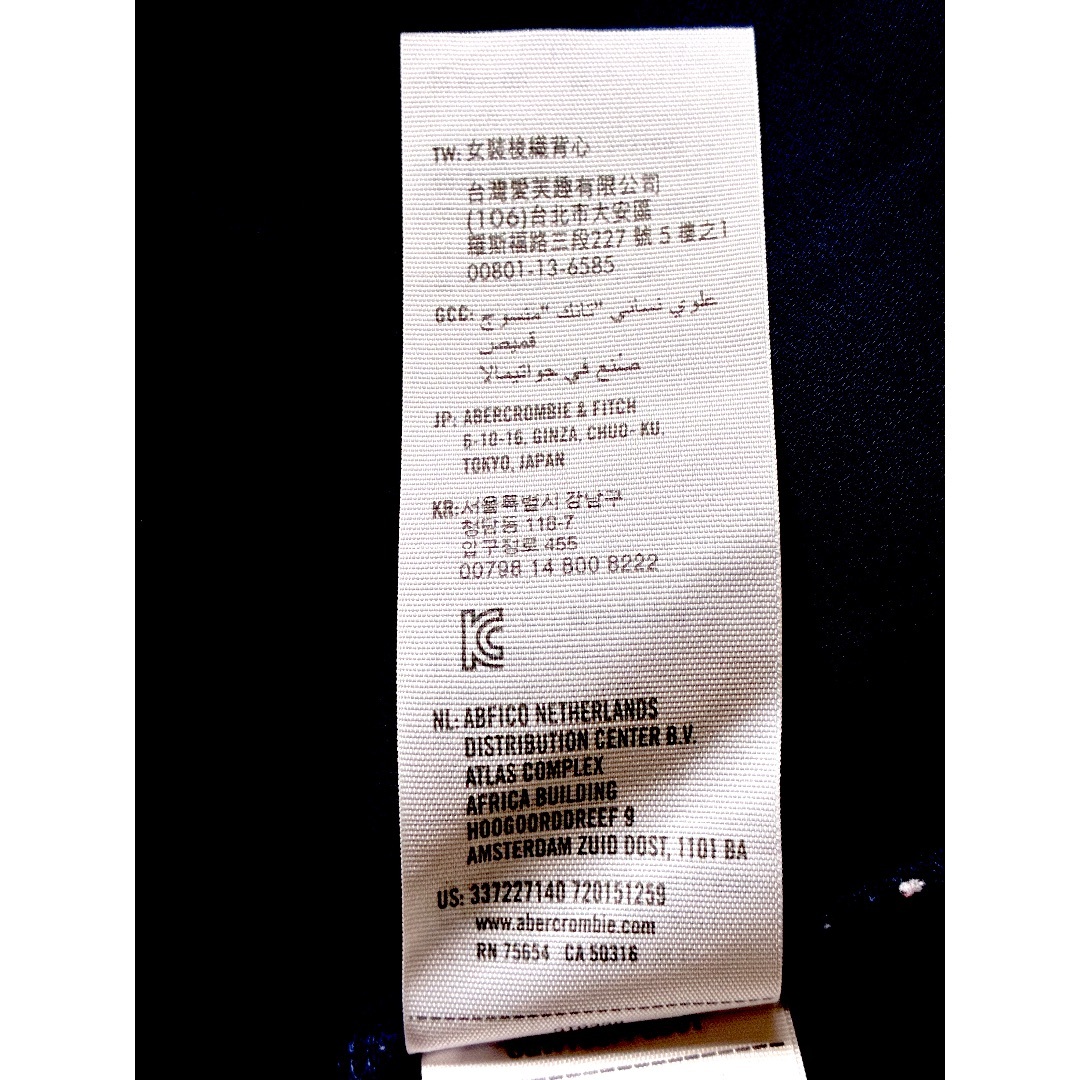 TW: 女裝梭織背心
台灣愛芙趣有限公司
(106)台北市大安區
羅斯福路三段227 號 5 樓之1
00801-13-6585
GCC: علوي نسائي "تانك" منسوج
قميص
صُنع في جواتيمالا
JP: ABERCROMBIE & FITCH
6-10-16, GINZA, CHUO- KU,
TOKYO, JAPAN
KR: 서울특별시 강남구
청담동 118-7
압구정로 455
00798 14 800 8222
KC
NL: ABFICO NETHERLANDS
DISTRIBUTION CENTER B.V.
ATLAS COMPLEX
AFRICA BUILDING
HOOGOORDDREEF 9
AMSTERDAM ZUID OOST, 1101 BA
US: 337227140 720151259
www.abercrombie.com
RN 75654 CA 50316